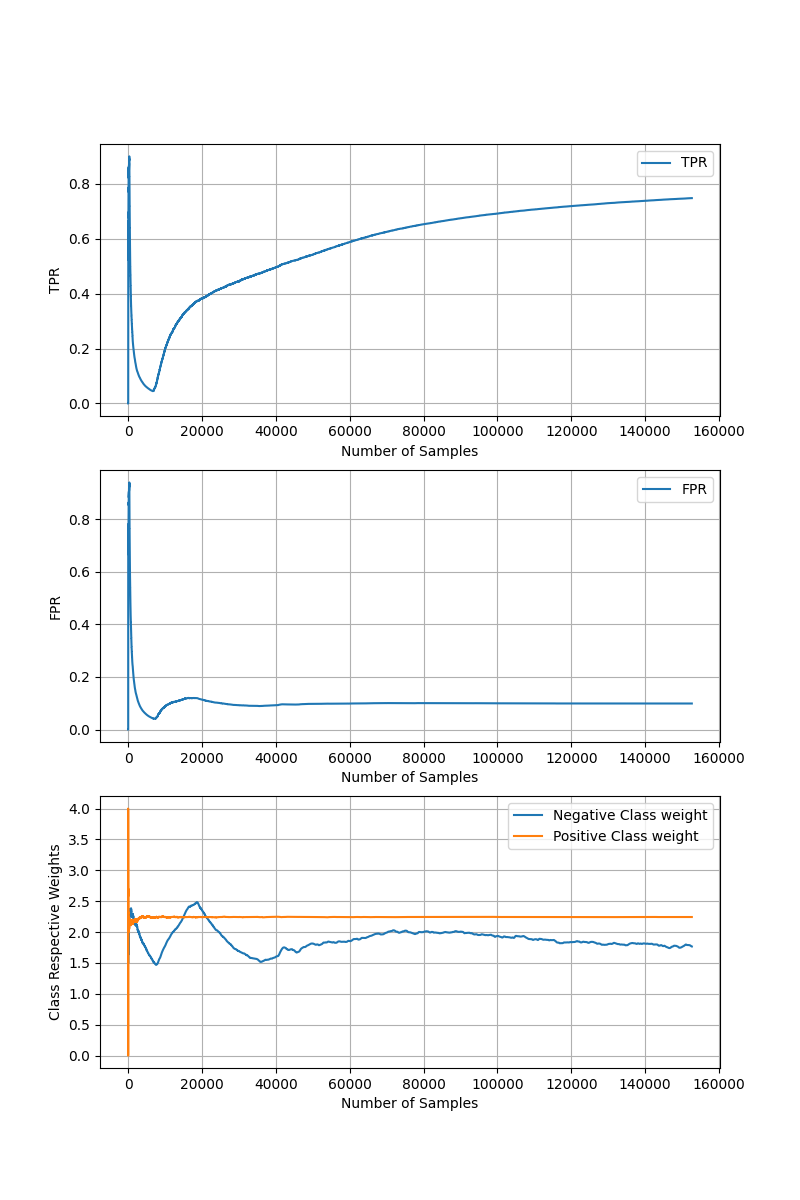 TPR
0.8
0.6
0.4
0.2
0.0
TPR
0 20000 40000 60000 80000 100000 120000 140000 160000
Number of Samples
FPR
0.8
0.6
0.4
0.2
0.0
FPR
0 20000 40000 60000 80000 100000 120000 140000 160000
Number of Samples
Negative Class weight
Positive Class weight
4.0
3.5
3.0
2.5
2.0
1.5
1.0
0.5
0.0
Class Respective Weights
0 20000 40000 60000 80000 100000 120000 140000 160000
Number of Samples